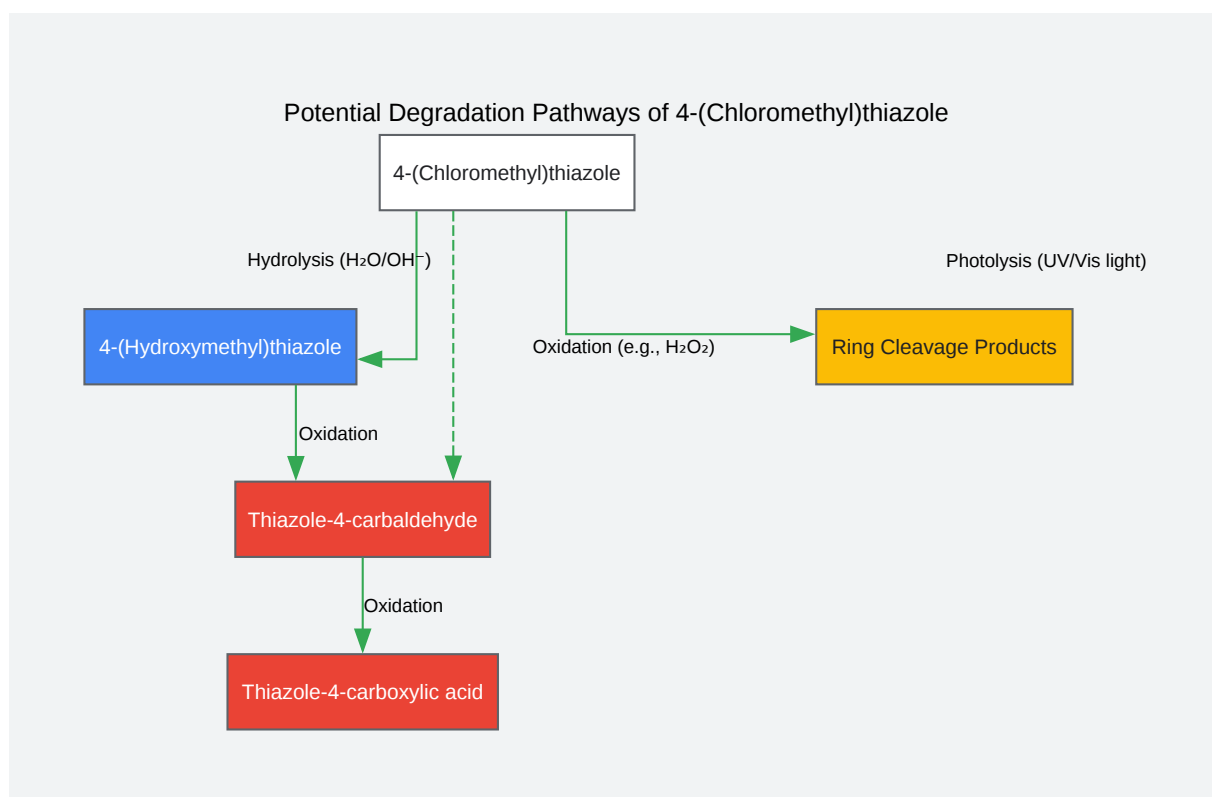 Potential Degradation Pathways of 4-(Chloromethyl)thiazole
4-(Chloromethyl)thiazole
Hydrolysis (H₂O/OH⁻)
Photolysis (UV/Vis light)
4-(Hydroxymethyl)thiazole
Oxidation (e.g., H₂O₂)
Ring Cleavage Products
Oxidation
Thiazole-4-carbaldehyde
Oxidation
Thiazole-4-carboxylic acid